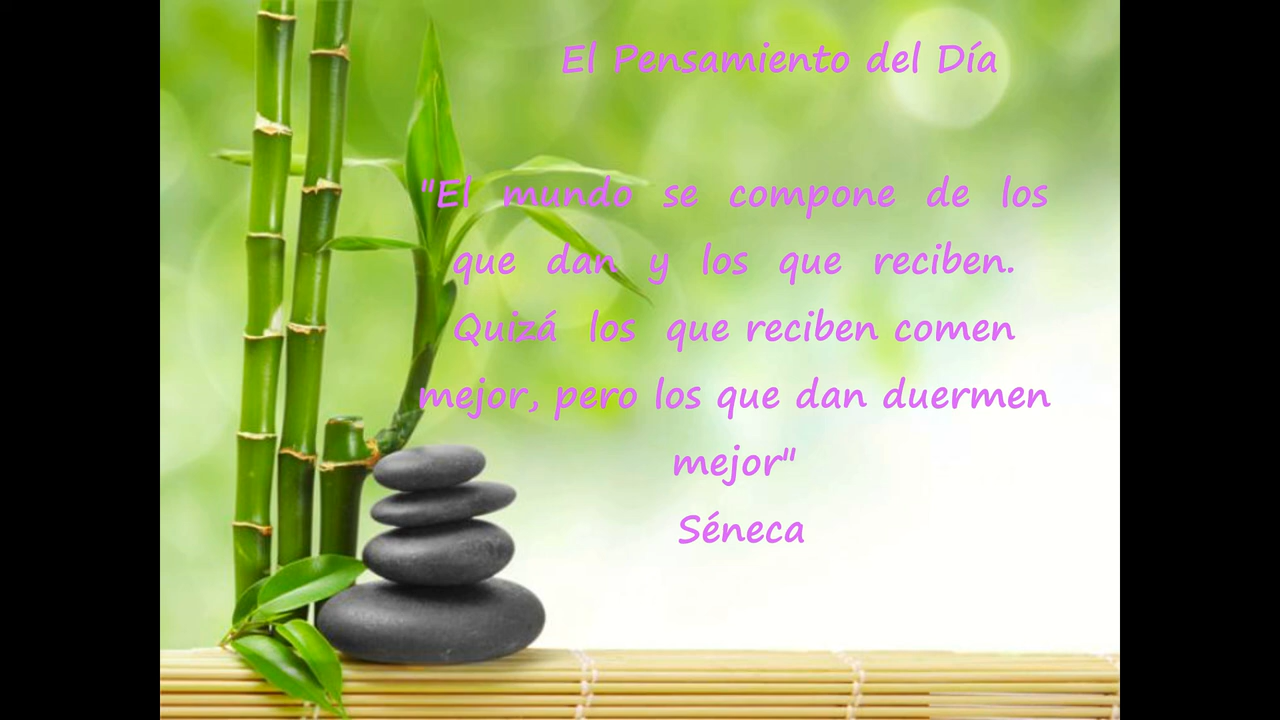 El Pensamiento del Día
"El mundo se compone de los
que dan y los que reciben.
Quizá los que reciben comen
mejor, pero los que dan duermen
mejor"
Séneca